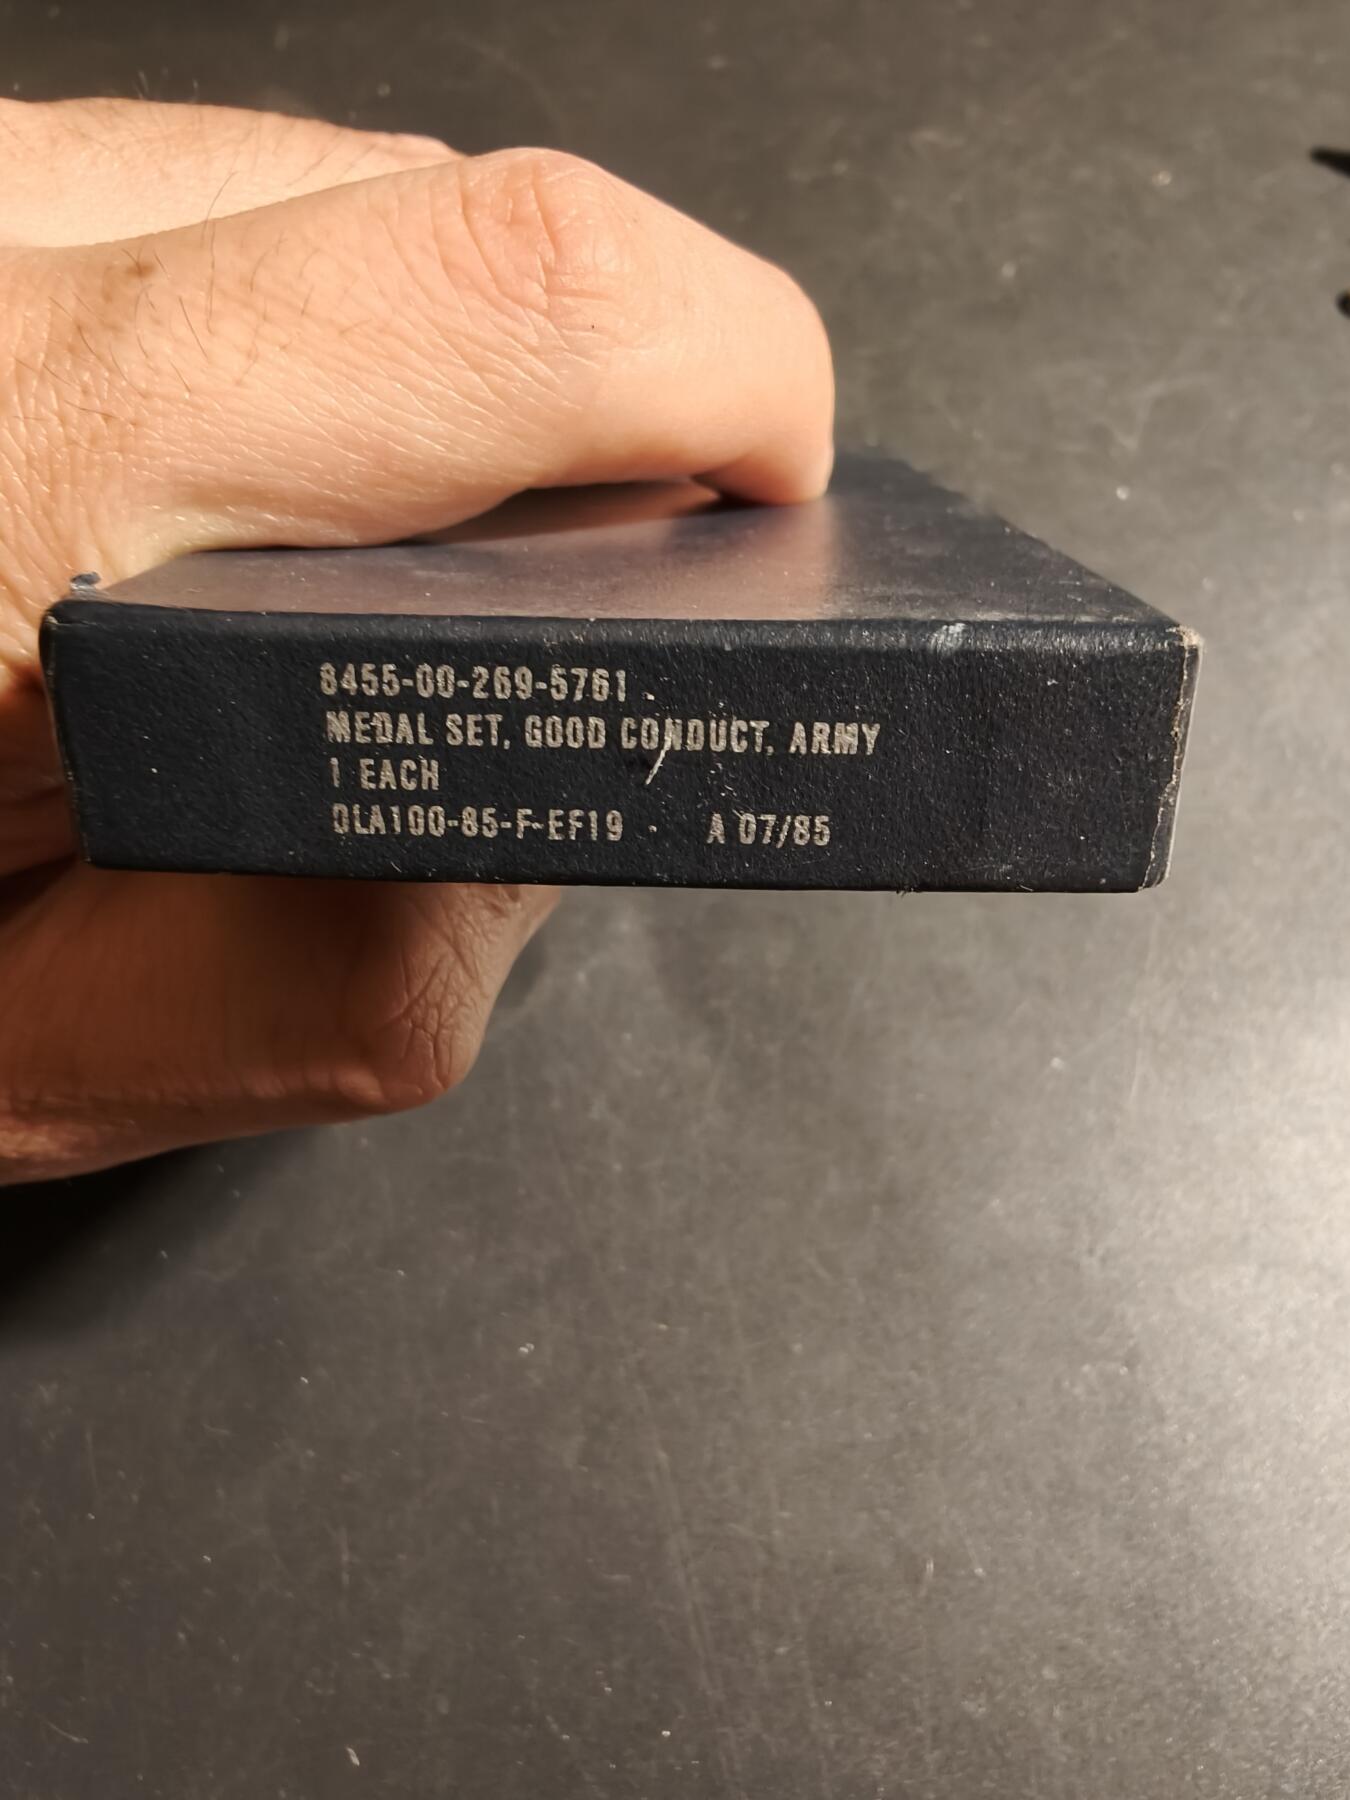 8455-00-269-5761
MEDAL SET, GOOD CONDUCT, ARMY
1 EACH
DLA100-85-F-EF19 A 07/85